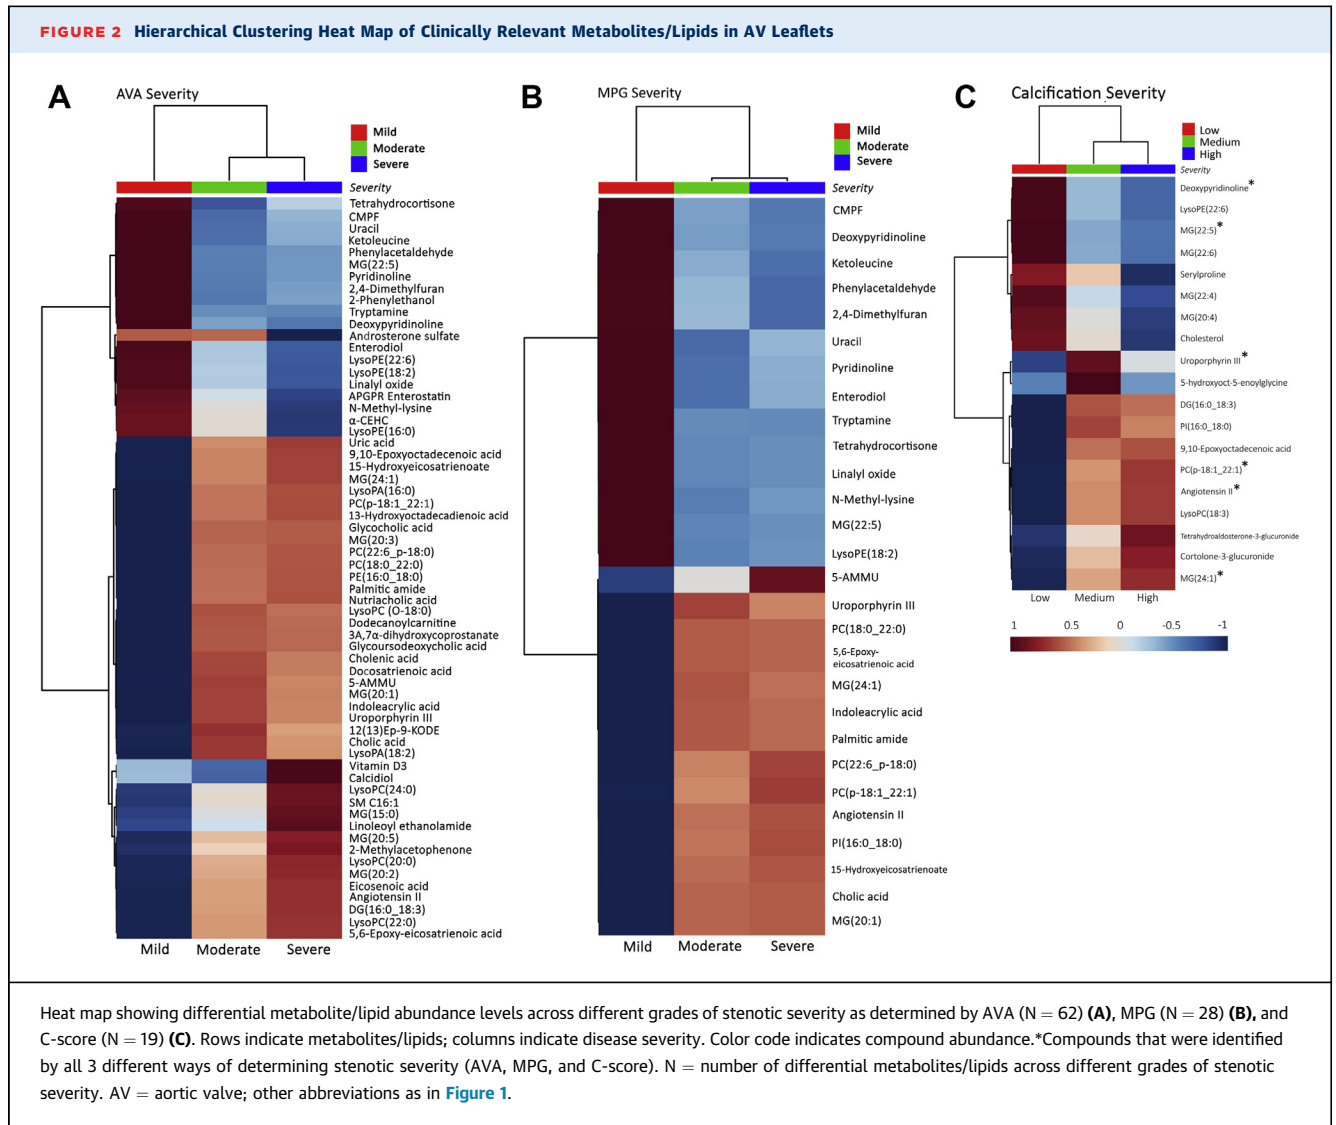 FIGURE 2 Hierarchical Clustering Heat Map of Clinically Relevant Metabolites/Lipids in AV Leaflets
A
AVA Severity
Mild
Moderate
Severe
Severity
Tetrahydrocortisone
CMPF
Uracil
Ketoleucine
Phenylacetaldehyde
MG(22:5)
Pyridinoline
2,4-Dimethylfuran
2-Phenylethanol
Tryptamine
Deoxypyridinoline
Androsterone sulfate
Enterodiol
LysoPE(22:6)
LysoPE(18:2)
Linalyl oxide
APGPR Enterostatin
N-Methyl-lysine
α-CEHC
LysoPE(16:0)
Uric acid
9,10-Epoxyoctadecenoic acid
15-Hydroxyeicosatrienoate
MG(24:1)
LysoPA(16:0)
PC(p-18:1_22:1)
13-Hydroxyoctadecadienoic acid
Glycocholic acid
MG(20:3)
PC(22:6_p-18:0)
PC(18:0_22:0)
PE(16:0_18:0)
Palmitic amide
Nutriacholic acid
LysoPC (O-18:0)
Dodecanoylcarnitine
3A,7α-dihydroxycoprostanate
Glycoursodeoxycholic acid
Cholenic acid
Docosatrienoic acid
5-AMMU
MG(20:1)
Indoleacrylic acid
Uroporphyrin III
12(13)Ep-9-KODE
Cholic acid
LysoPA(18:2)
Vitamin D3
Calcidiol
LysoPC(24:0)
SM C16:1
MG(15:0)
Linoleoyl ethanolamide
MG(20:5)
2-Methylacetophenone
LysoPC(20:0)
MG(20:2)
Eicosenoic acid
Angiotensin II
DG(16:0_18:3)
LysoPC(22:0)
5,6-Epoxy-eicosatrienoic acid
Mild Moderate Severe
B
MPG Severity
Mild
Moderate
Severe
Severity
CMPF
Deoxypyridinoline
Ketoleucine
Phenylacetaldehyde
2,4-Dimethylfuran
Uracil
Pyridinoline
Enterodiol
Tryptamine
Tetrahydrocortisone
Linalyl oxide
N-Methyl-lysine
MG(22:5)
LysoPE(18:2)
5-AMMU
Uroporphyrin III
PC(18:0_22:0)
5,6-Epoxy-
eicosatrienoic acid
MG(24:1)
Indoleacrylic acid
Palmitic amide
PC(22:6_p-18:0)
PC(p-18:1_22:1)
Angiotensin II
PI(16:0_18:0)
15-Hydroxyeicosatrienoate
Cholic acid
MG(20:1)
Mild Moderate Severe
C
Calcification Severity
Low
Medium
High
Severity
Deoxypyridinoline*
LysoPE(22:6)
MG(22:5)*
MG(22:6)
Serylproline
MG(22:4)
MG(20:4)
Cholesterol
Uroporphyrin III*
5-hydroxyoct-5-enoylglycine
DG(16:0_18:3)
PI(16:0_18:0)
9,10-Epoxyoctadecenoic acid
PC(p-18:1_22:1)*
Angiotensin II*
LysoPC(18:3)
Tetrahydroaldosterone-3-glucuronide
Cortolone-3-glucuronide
MG(24:1)*
Low Medium High
1 0.5 0 -0.5 -1
Heat map showing differential metabolite/lipid abundance levels across different grades of stenotic severity as determined by AVA (N = 62) (A), MPG (N = 28) (B), and
C-score (N = 19) (C). Rows indicate metabolites/lipids; columns indicate disease severity. Color code indicates compound abundance.*Compounds that were identified
by all 3 different ways of determining stenotic severity (AVA, MPG, and C-score). N = number of differential metabolites/lipids across different grades of stenotic
severity. AV = aortic valve; other abbreviations as in Figure 1.